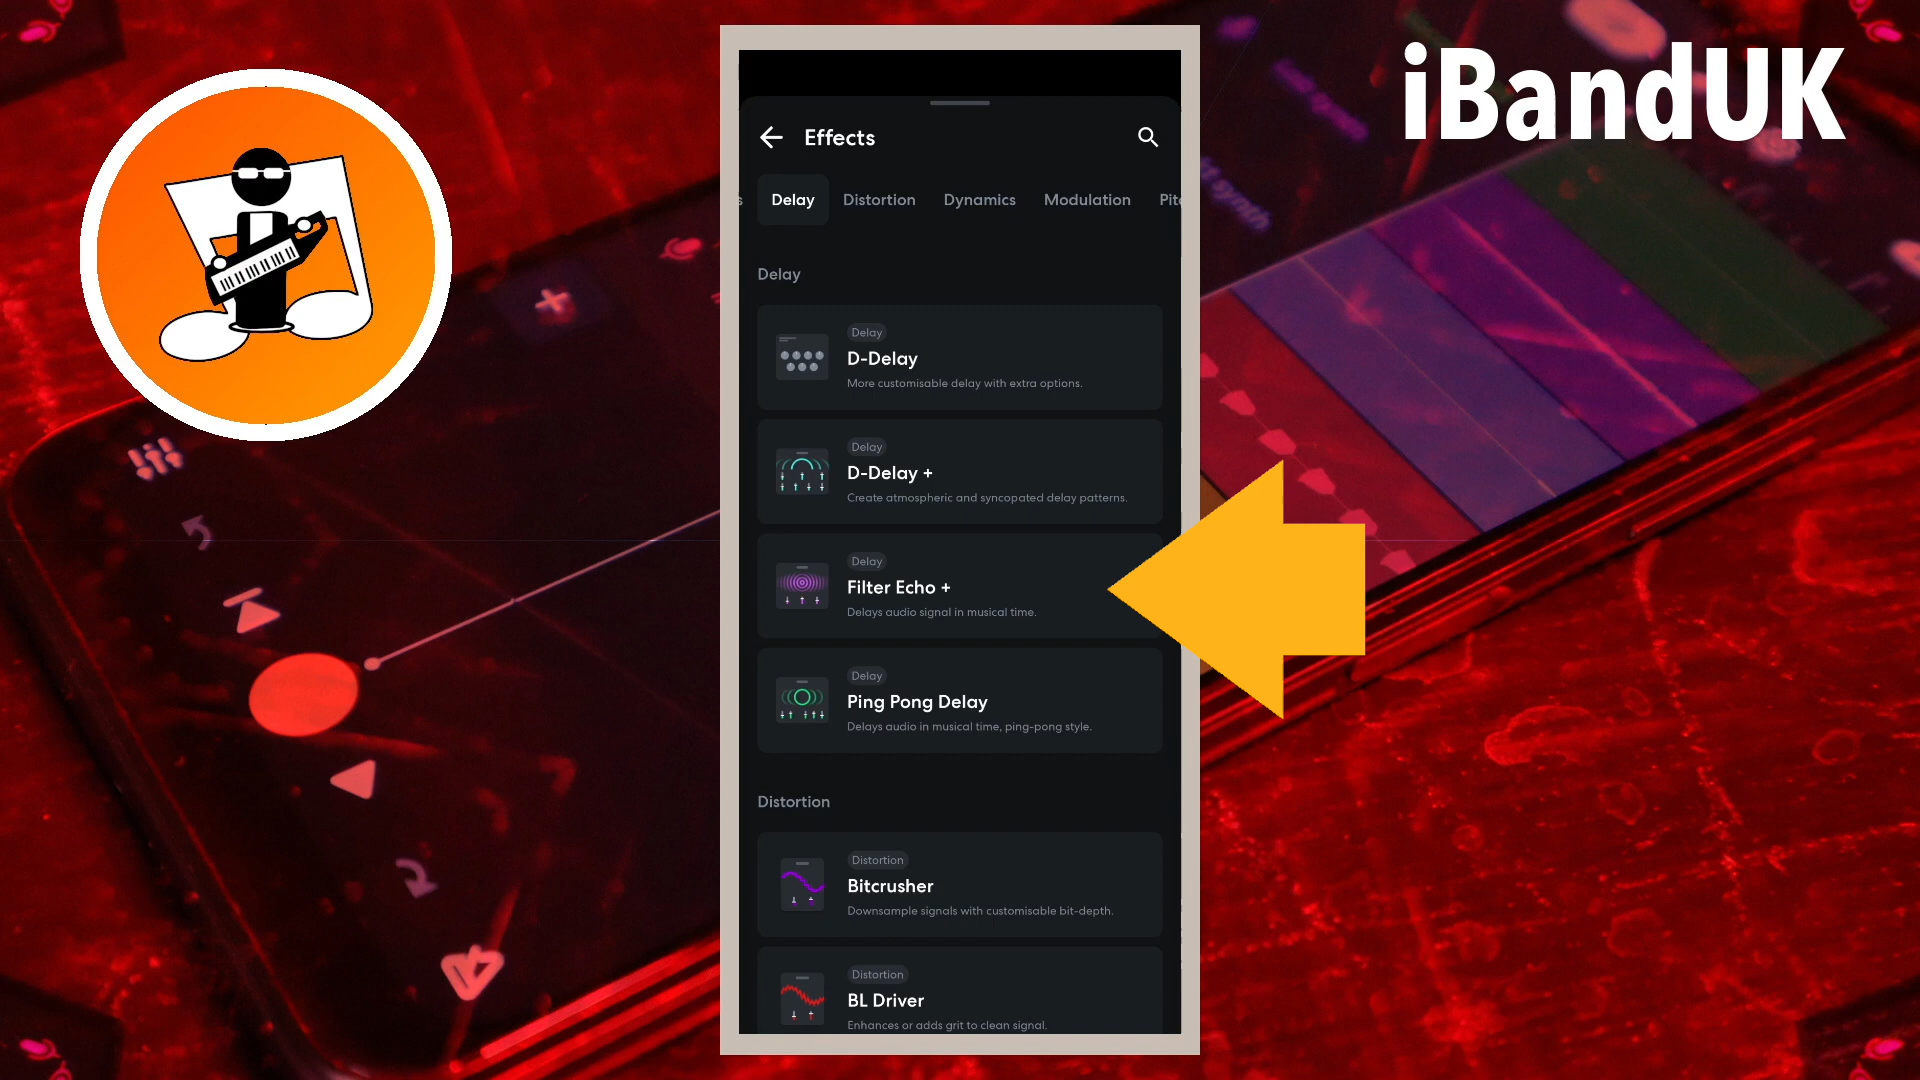 iBandUK
Effects
Delay Distortion Dynamics Modulation
Delay
Delay
D-Delay
More customisable delay with extra options.
Delay
D-Delay +
Create atmospheric and syncopated delay patterns.
Delay
Filter Echo +
Delays audio signal in musical time.
Delay
Ping Pong Delay
Delays audio in musical time, ping-pong style.
Distortion
Distortion
Bitcrusher
Downsample signals with customisable bit-depth.
Distortion
BL Driver
Enhances or adds grit to clean signal.